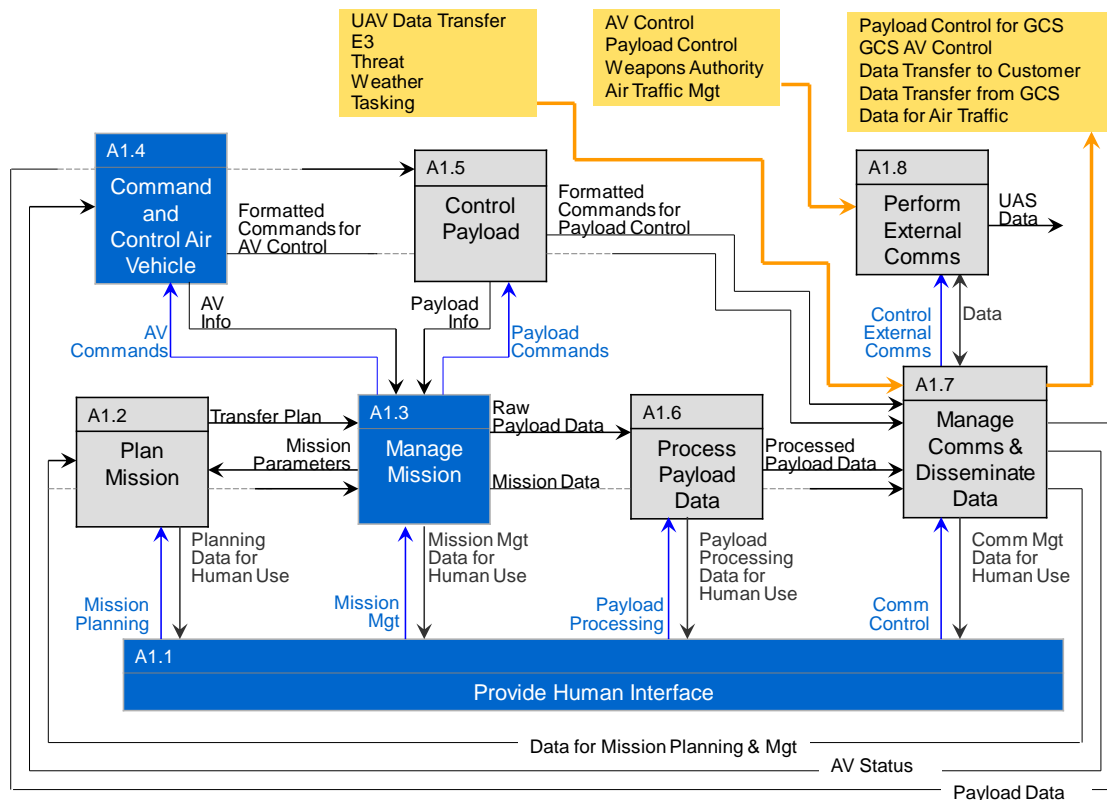 UAV Data Transfer
E3
Threat
Weather
Tasking
AV Control
Payload Control
Weapons Authority
Air Traffic Mgt
Payload Control for GCS
GCS AV Control
Data Transfer to Customer
Data Transfer from GCS
Data for Air Traffic
A1.4
Command
and
Control Air
Vehicle
Formatted
Commands for
AV Control
A1.5
Control
Payload
Formatted
Commands for
Payload Control
A1.8
Perform
External
Comms
UAS
Data
AV
Info
AV
Commands
Payload
Info
Payload
Commands
Control
External
Comms
Data
A1.2
Plan
Mission
Transfer Plan
Mission
Parameters
A1.3
Manage
Mission
Raw
Payload Data
Mission Data
A1.6
Process
Payload
Data
Processed
Payload Data
A1.7
Manage
Comms &
Disseminate
Data
Planning
Data for
Human Use
Mission
Planning
Mission Mgt
Data for
Human Use
Mission
Mgt
Payload
Processing
Data for
Human Use
Payload
Processing
Comm Mgt
Data for
Human Use
Comm
Control
A1.1
Provide Human Interface
Data for Mission Planning & Mgt
AV Status
Payload Data